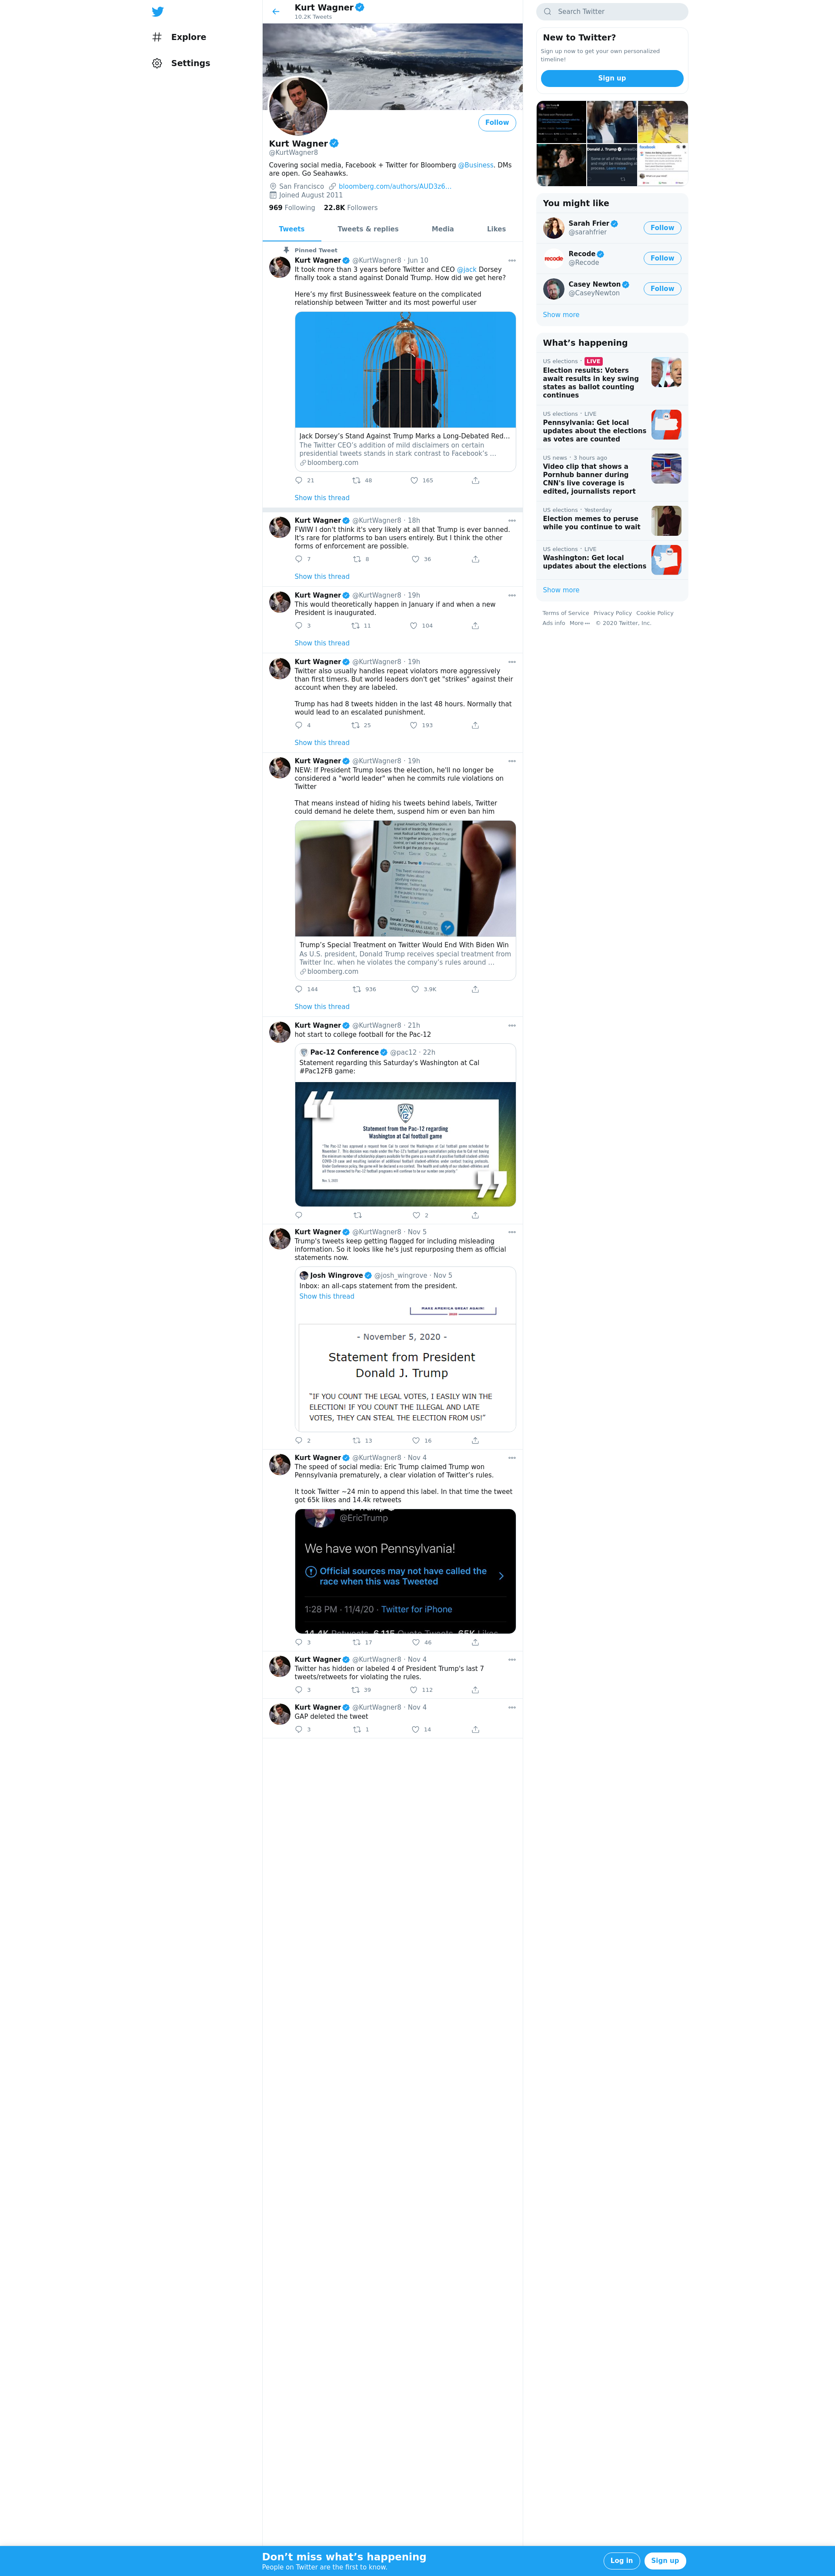 Explore
Settings
Kurt Wagner
10.2K Tweets
Follow
Kurt Wagner
@KurtWagner8
Covering social media, Facebook + Twitter for Bloomberg @Business. DMs
are open. Go Seahawks.
San Francisco bloomberg.com/authors/AUD3z6…
Joined August 2011
969 Following 22.8K Followers
Tweets Tweets & replies Media Likes
Pinned Tweet
Kurt Wagner @KurtWagner8 · Jun 10
It took more than 3 years before Twitter and CEO @jack Dorsey
finally took a stand against Donald Trump. How did we get here?
Here’s my first Businessweek feature on the complicated
relationship between Twitter and its most powerful user
Jack Dorsey’s Stand Against Trump Marks a Long-Debated Red…
The Twitter CEO’s addition of mild disclaimers on certain
presidential tweets stands in stark contrast to Facebook’s …
bloomberg.com
21 48 165
Show this thread
Kurt Wagner @KurtWagner8 · 18h
FWIW I don't think it's very likely at all that Trump is ever banned.
It's rare for platforms to ban users entirely. But I think the other
forms of enforcement are possible.
7 8 36
Show this thread
Kurt Wagner @KurtWagner8 · 19h
This would theoretically happen in January if and when a new
President is inaugurated.
3 11 104
Show this thread
Kurt Wagner @KurtWagner8 · 19h
Twitter also usually handles repeat violators more aggressively
than first timers. But world leaders don't get "strikes" against their
account when they are labeled.
Trump has had 8 tweets hidden in the last 48 hours. Normally that
would lead to an escalated punishment.
4 25 193
Show this thread
Kurt Wagner @KurtWagner8 · 19h
NEW: If President Trump loses the election, he'll no longer be
considered a "world leader" when he commits rule violations on
Twitter
That means instead of hiding his tweets behind labels, Twitter
could demand he delete them, suspend him or even ban him
Trump’s Special Treatment on Twitter Would End With Biden Win
As U.S. president, Donald Trump receives special treatment from
Twitter Inc. when he violates the company’s rules around …
bloomberg.com
144 936 3.9K
Show this thread
Kurt Wagner @KurtWagner8 · 21h
hot start to college football for the Pac-12
Pac-12 Conference @pac12 · 22h
Statement regarding this Saturday's Washington at Cal
#Pac12FB game:
Statement from the Pac-12 regarding
Washington at Cal football game
2
Kurt Wagner @KurtWagner8 · Nov 5
Trump's tweets keep getting flagged for including misleading
information. So it looks like he's just repurposing them as official
statements now.
Josh Wingrove @josh_wingrove · Nov 5
Inbox: an all-caps statement from the president.
Show this thread
MAKE AMERICA GREAT AGAIN!
- November 5, 2020 -
Statement from President
Donald J. Trump
“IF YOU COUNT THE LEGAL VOTES, I EASILY WIN THE
ELECTION! IF YOU COUNT THE ILLEGAL AND LATE
VOTES, THEY CAN STEAL THE ELECTION FROM US!”
2 13 16
Kurt Wagner @KurtWagner8 · Nov 4
The speed of social media: Eric Trump claimed Trump won
Pennsylvania prematurely, a clear violation of Twitter’s rules.
It took Twitter ~24 min to append this label. In that time the tweet
got 65k likes and 14.4k retweets
@EricTrump
We have won Pennsylvania!
Official sources may not have called the
race when this was Tweeted
1:28 PM · 11/4/20 · Twitter for iPhone
14.4K Retweets 6,115 Quote Tweets 65K Likes
3 17 46
Kurt Wagner @KurtWagner8 · Nov 4
Twitter has hidden or labeled 4 of President Trump's last 7
tweets/retweets for violating the rules.
3 39 112
Kurt Wagner @KurtWagner8 · Nov 4
GAP deleted the tweet
3 1 14
Search Twitter
New to Twitter?
Sign up now to get your own personalized
timeline!
Sign up
You might like
Sarah Frier
@sarahfrier
Follow
recode
Recode
@Recode
Follow
Casey Newton
@CaseyNewton
Follow
Show more
What’s happening
US elections · LIVE
Election results: Voters
await results in key swing
states as ballot counting
continues
US elections · LIVE
Pennsylvania: Get local
updates about the elections
as votes are counted
US news · 3 hours ago
Video clip that shows a
Pornhub banner during
CNN's live coverage is
edited, journalists report
US elections · Yesterday
Election memes to peruse
while you continue to wait
US elections · LIVE
Washington: Get local
updates about the elections
Show more
Terms of Service Privacy Policy Cookie Policy
Ads info More © 2020 Twitter, Inc.
Don’t miss what’s happening
People on Twitter are the first to know.
Log in
Sign up